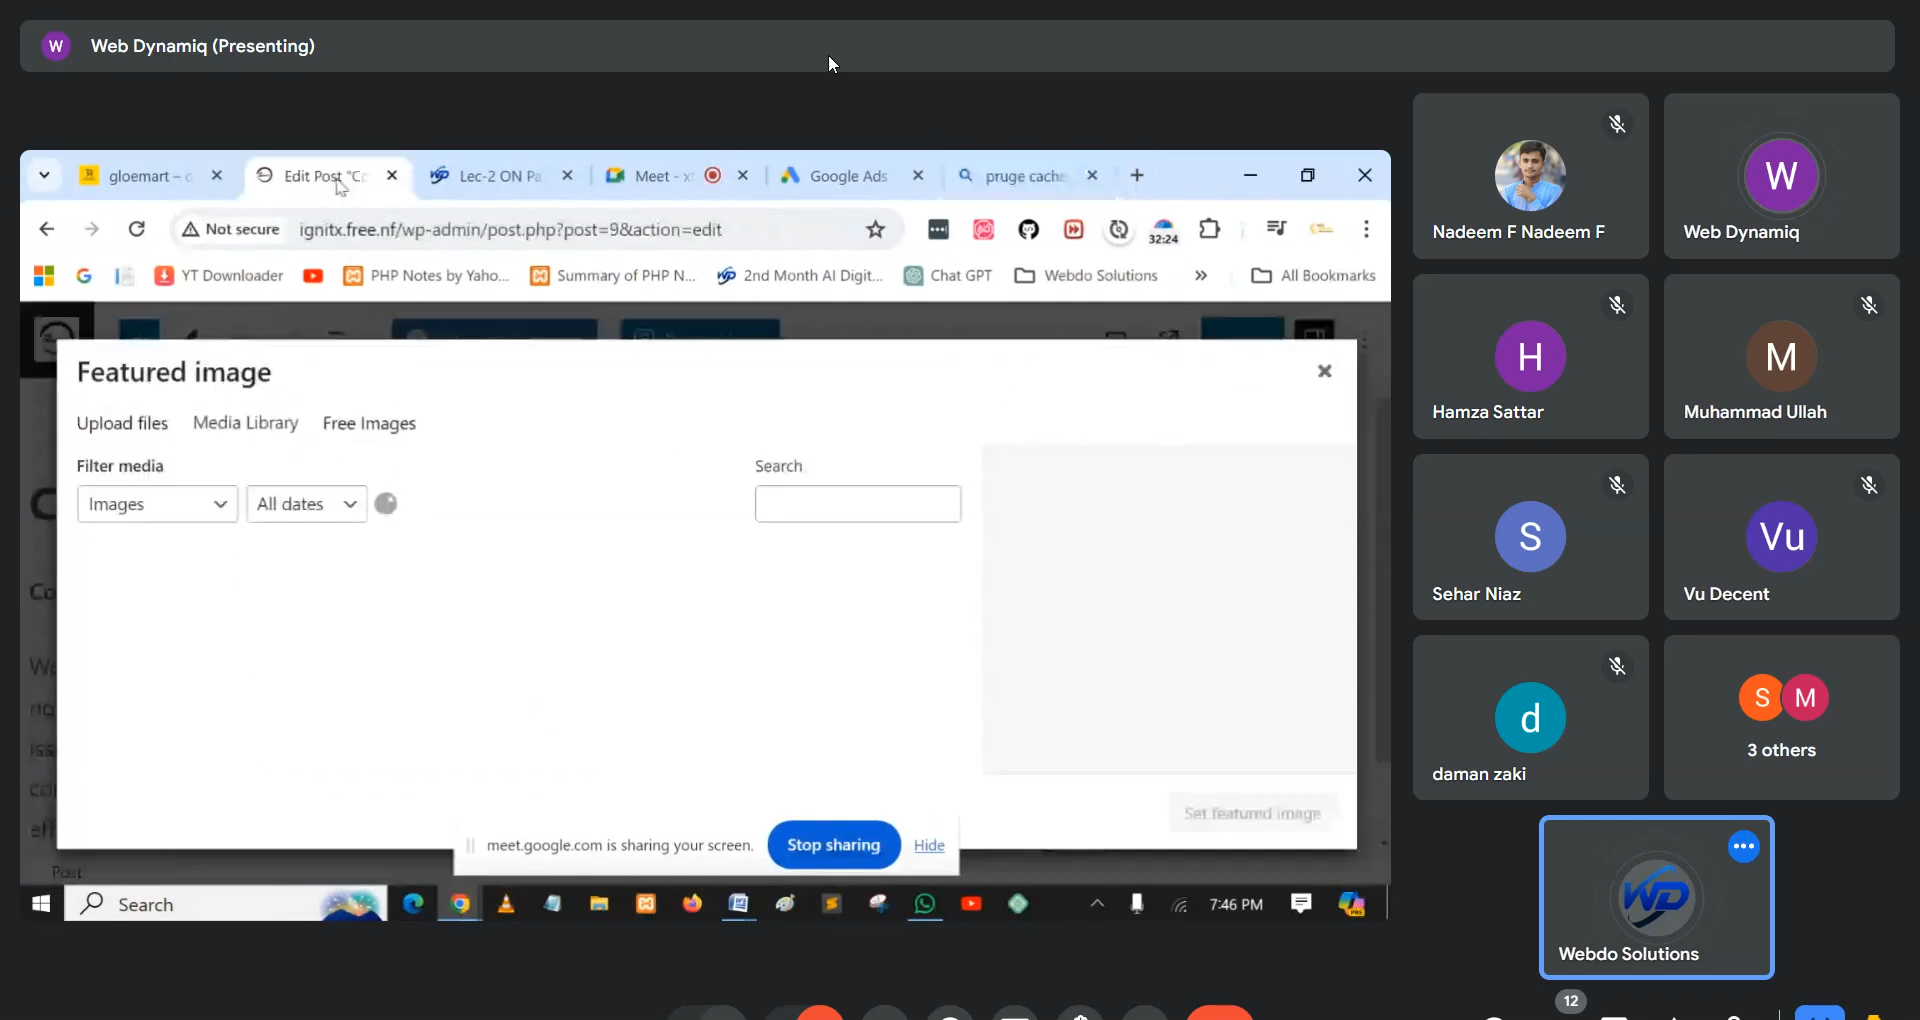 W Web Dynamiq (Presenting)
gloemart –
Edit Post
Lec-2 ON Pa
Meet -
Google Ads
pruge cache
Not secure
ignitx.free.nf/wp-admin/post.php?post=9&action=edit
32:24
G
YT Downloader
PHP Notes by Yaho...
Summary of PHP N...
2nd Month AI Digit...
Chat GPT
Webdo Solutions
»
All Bookmarks
Featured image
Upload files
Media Library
Free Images
Filter media
Search
Images
All dates
Co
Set featured image
meet.google.com is sharing your screen.
Stop sharing
Hide
Post
Search
7:46 PM
PRE
Nadeem F Nadeem F
W
Web Dynamiq
H
Hamza Sattar
M
Muhammad Ullah
S
Sehar Niaz
Vu
Vu Decent
d
daman zaki
S M
3 others
WD
Webdo Solutions
12